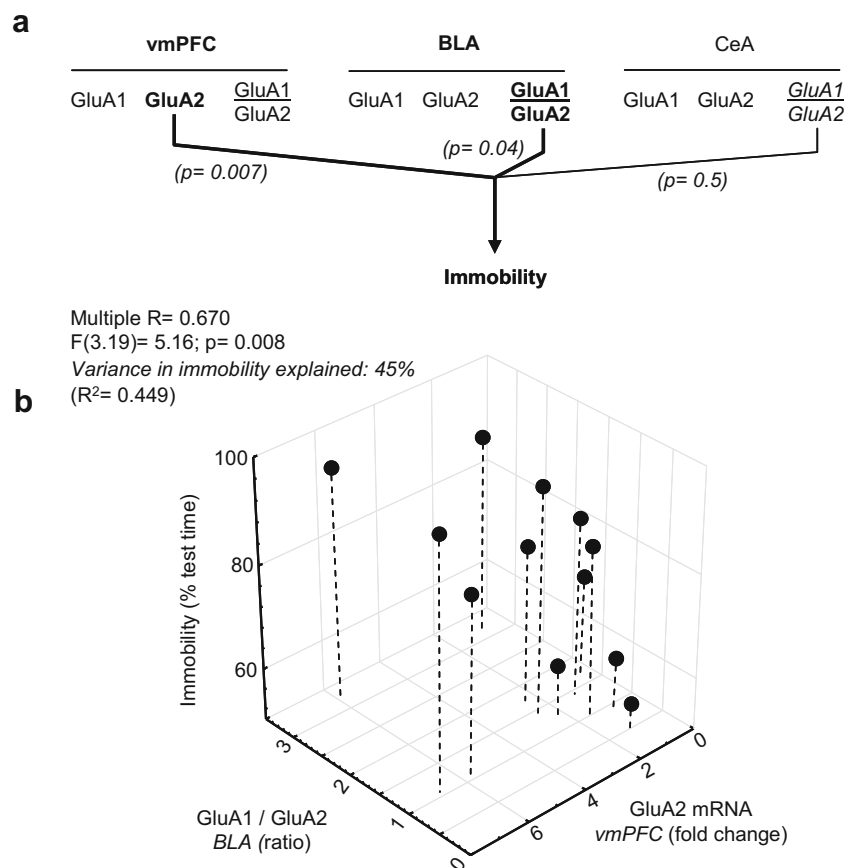 a
vmPFC BLA CeA
GluA1 GluA2 GluA1 GluA1 GluA2 GluA1 GluA1 GluA2 GluA1
GluA2 GluA2 GluA2
(p= 0.04)
(p= 0.007) (p= 0.5)
Immobility
Multiple R= 0.670
F(3.19)= 5.16; p= 0.008
Variance in immobility explained: 45%
(R²= 0.449)
b
100
80
60
Immobility (% test time)
3
2
1
0
GluA1 / GluA2
BLA (ratio)
6
4
2
0
GluA2 mRNA
vmPFC (fold change)